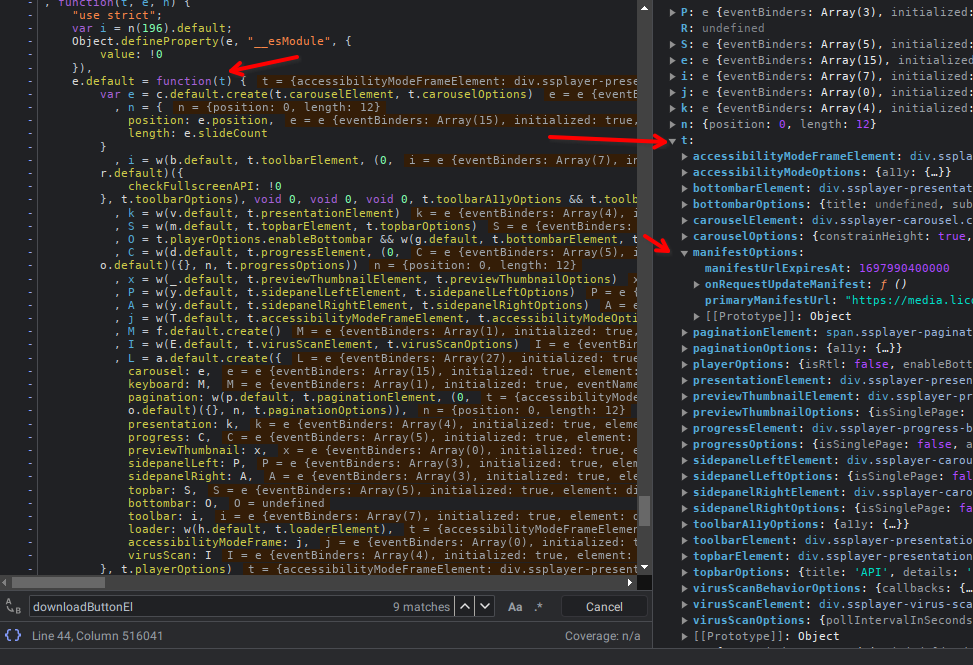 , function(t, e, n) {
"use strict";
var i = n(196).default;
Object.defineProperty(e, "__esModule", {
value: !0
}),
e.default = function(t) { t = {accessibilityModeFrameElement: div.ssplayer-prese
var e = c.default.create(t.carouselElement, t.carouselOptions) e = e {eventB
, n = { n = {position: 0, length: 12}
position: e.position, e = e {eventBinders: Array(15), initialized: true,
length: e.slideCount
}
, i = w(b.default, t.toolbarElement, (0, i = e {eventBinders: Array(7), in
r.default)({
checkFullscreenAPI: !0
}, t.toolbarOptions), void 0, void 0, void 0, t.toolbarA11yOptions && t.toolb
, k = w(v.default, t.presentationElement) k = e {eventBinders: Array(4), i
, S = w(m.default, t.topbarElement, t.topbarOptions) S = e {eventBinders:
, O = t.playerOptions.enableBottombar && w(g.default, t.bottombarElement, t
, C = w(d.default, t.progressElement, (0, C = e {eventBinders: Array(5), i
o.default)({}, n, t.progressOptions)) n = {position: 0, length: 12}
, x = w(_.default, t.previewThumbnailElement, t.previewThumbnailOptions) x
, P = w(y.default, t.sidepanelLeftElement, t.sidepanelLeftOptions) P = e {
, A = w(y.default, t.sidepanelRightElement, t.sidepanelRightOptions) A =
, j = w(T.default, t.accessibilityModeFrameElement, t.accessibilityModeOpti
, M = f.default.create() M = e {eventBinders: Array(1), initialized: true,
, I = w(E.default, t.virusScanElement, t.virusScanOptions) I = e {eventBin
, L = a.default.create({ L = e {eventBinders: Array(27), initialized: true
carousel: e, e = e {eventBinders: Array(15), initialized: true, element:
keyboard: M, M = e {eventBinders: Array(1), initialized: true, eventName
pagination: w(p.default, t.paginationElement, (0, t = {accessibilityMode
o.default)({}, n, t.paginationOptions)), n = {position: 0, length: 12}
presentation: k, k = e {eventBinders: Array(4), initialized: true, eleme
progress: C, C = e {eventBinders: Array(5), initialized: true, element:
previewThumbnail: x, x = e {eventBinders: Array(0), initialized: true, e
sidepanelLeft: P, P = e {eventBinders: Array(3), initialized: true, elem
sidepanelRight: A, A = e {eventBinders: Array(3), initialized: true, ele
topbar: S, S = e {eventBinders: Array(5), initialized: true, element: di
bottombar: O, O = undefined
toolbar: i, i = e {eventBinders: Array(7), initialized: true, element: d
loader: w(h.default, t.loaderElement), t = {accessibilityModeFrameElemen
accessibilityModeFrame: j, j = e {eventBinders: Array(0), initialized: t
virusScan: I I = e {eventBinders: Array(4), initialized: true, element:
}, t.playerOptions) t = {accessibilityModeFrameElement: div.ssplayer-present
downloadButtonEl 9 matches Aa .* Cancel
{} Line 44, Column 516041 Coverage: n/a
P: e {eventBinders: Array(3), initialized:
R: undefined
S: e {eventBinders: Array(5), initialized:
e: e {eventBinders: Array(15), initialized
i: e {eventBinders: Array(7), initialized:
j: e {eventBinders: Array(0), initialized:
k: e {eventBinders: Array(4), initialized:
n: {position: 0, length: 12}
t:
accessibilityModeFrameElement: div.sspla
accessibilityModeOptions: {a11y: {…}}
bottombarElement: div.ssplayer-presentat
bottombarOptions: {title: undefined, sub
carouselElement: div.ssplayer-carousel.c
carouselOptions: {constrainHeight: true,
manifestOptions:
manifestUrlExpiresAt: 1697990400000
onRequestUpdateManifest: ƒ ()
primaryManifestUrl: "https://media.lice
[[Prototype]]: Object
paginationElement: span.ssplayer-paginat
paginationOptions: {a11y: {…}}
playerOptions: {isRtl: false, enableBott
presentationElement: div.ssplayer-presen
previewThumbnailElement: div.ssplayer-pr
previewThumbnailOptions: {isSinglePage:
progressElement: div.ssplayer-progress-b
progressOptions: {isSinglePage: false, a
sidepanelLeftElement: div.ssplayer-carou
sidepanelLeftOptions: {isSinglePage: fal
sidepanelRightElement: div.ssplayer-caro
sidepanelRightOptions: {isSinglePage: fa
toolbarA11yOptions: {a11y: {…}}
toolbarElement: div.ssplayer-presentatio
topbarElement: div.ssplayer-presentation
topbarOptions: {title: 'API', details: '
virusScanBehaviorOptions: {callbacks: {…
virusScanElement: div.ssplayer-virus-sca
virusScanOptions: {pollIntervalInSeconds
[[Prototype]]: Object